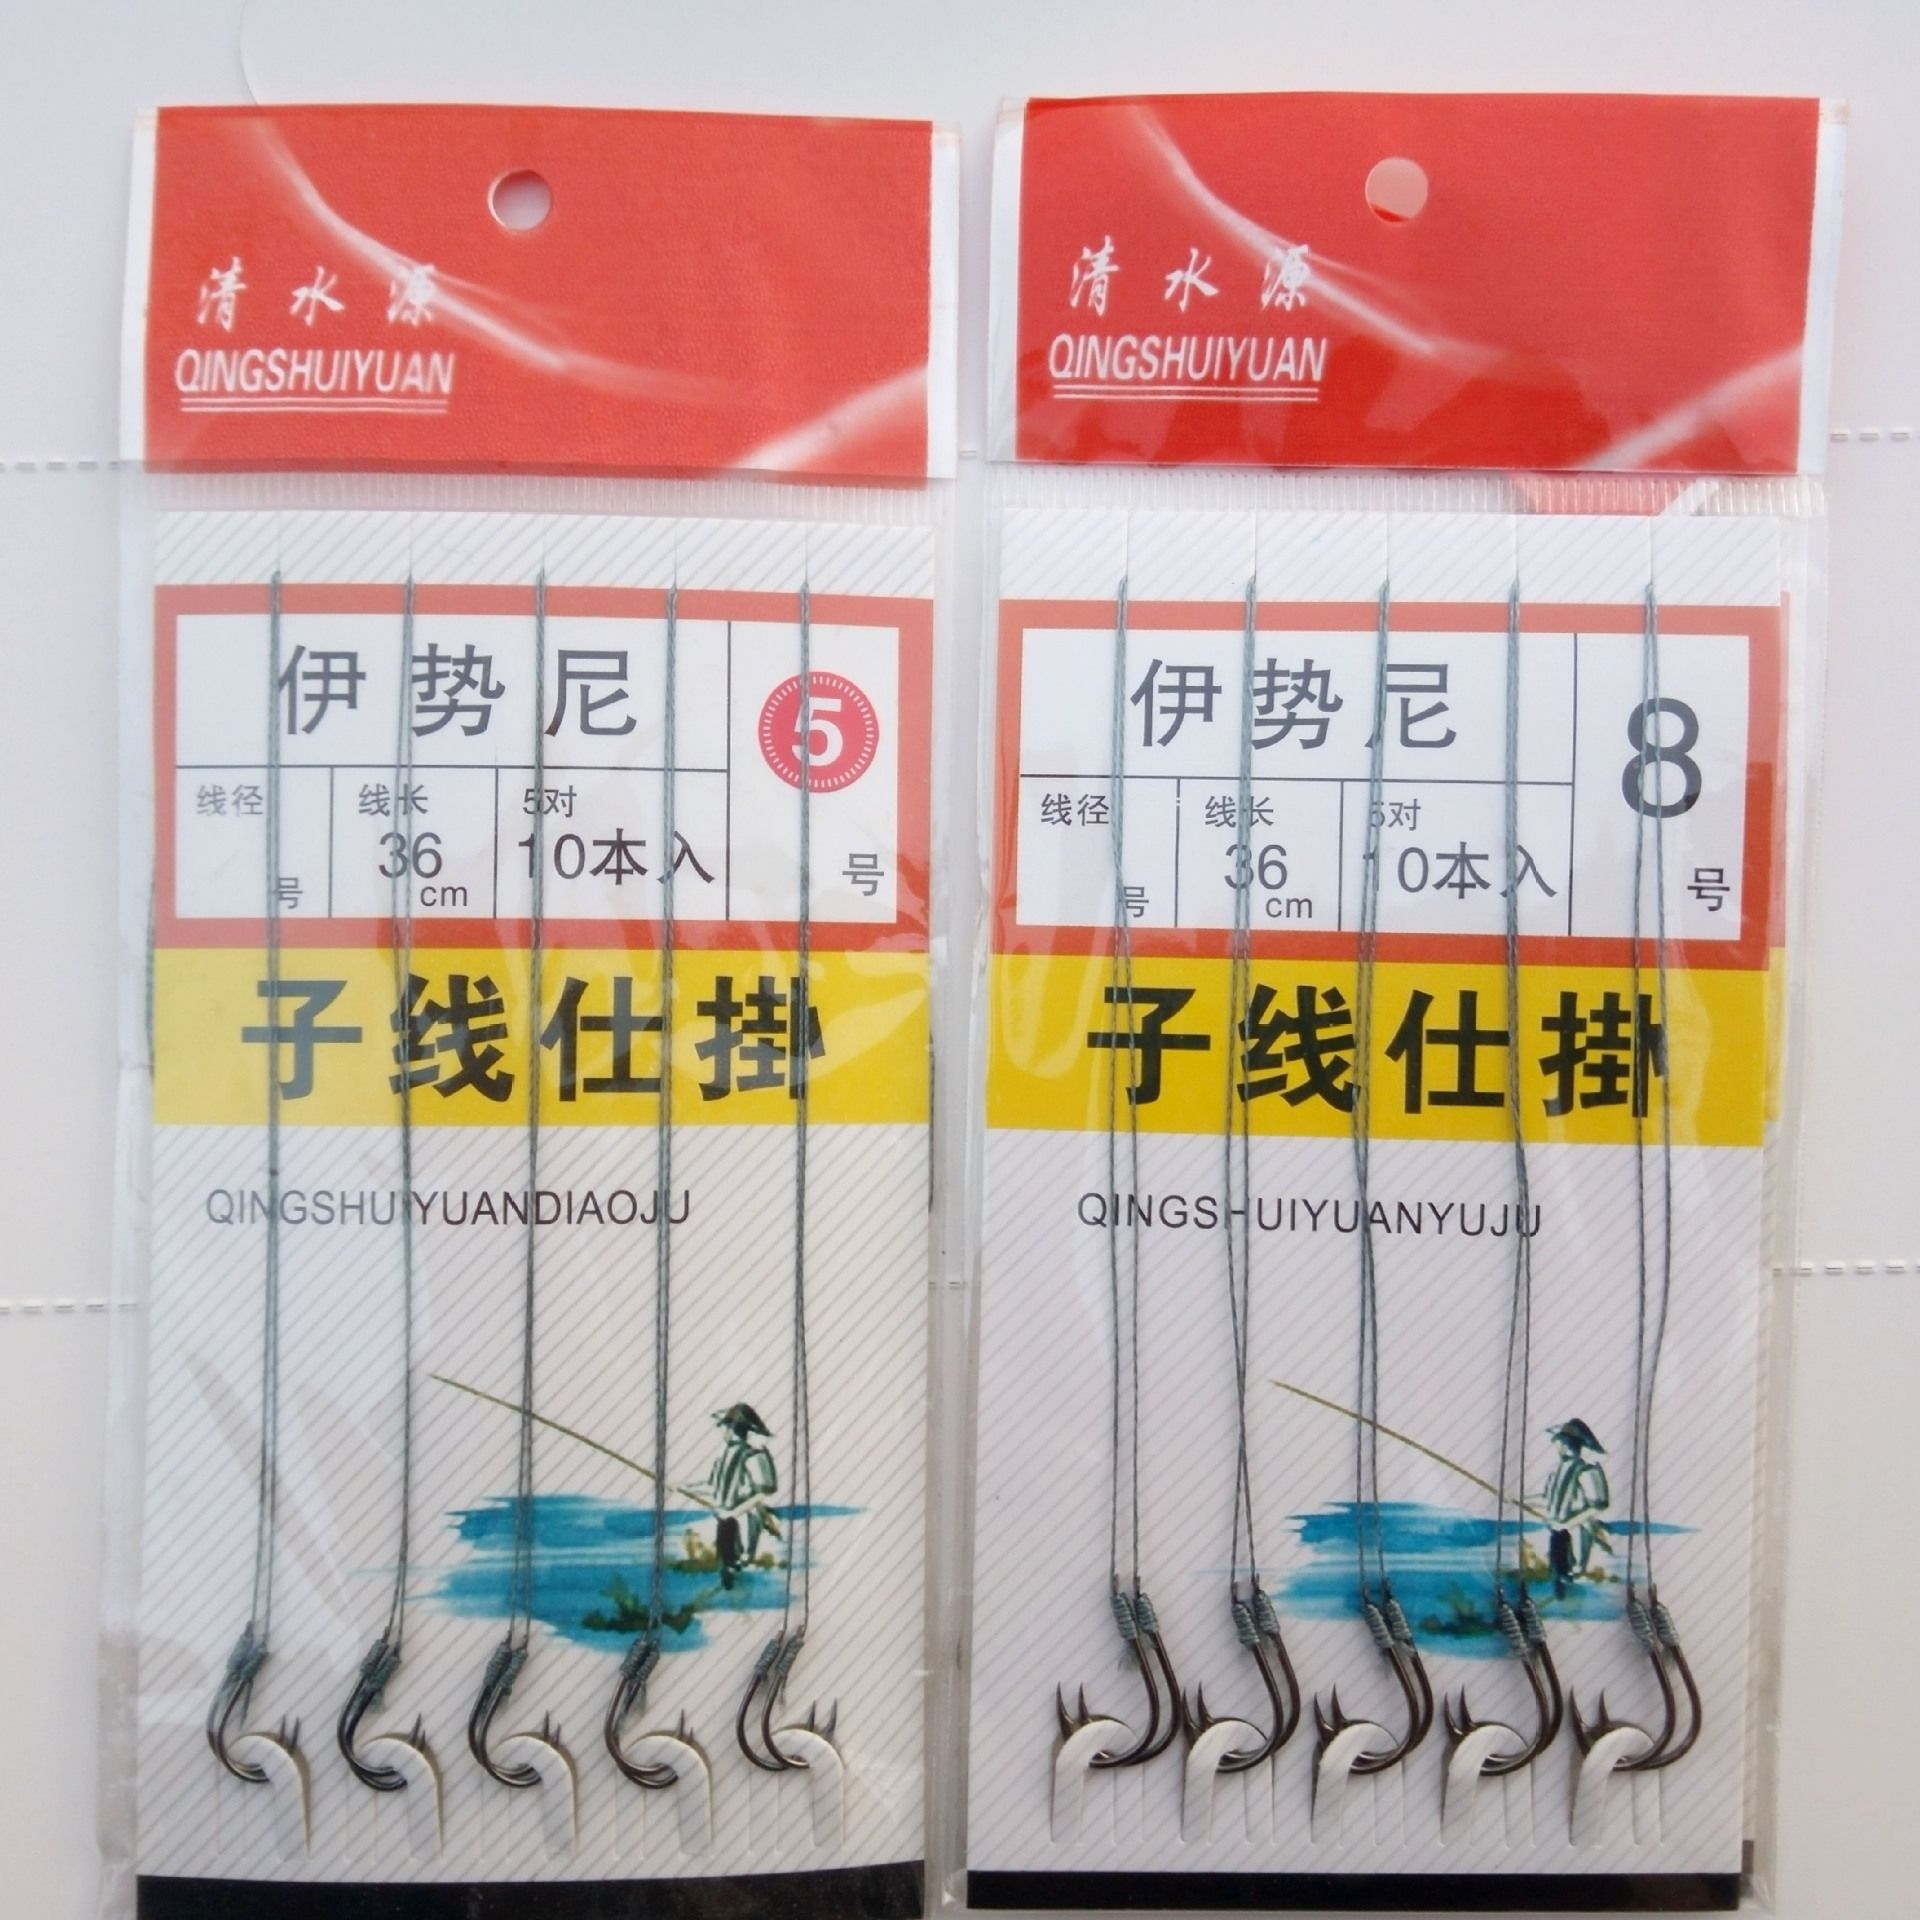 清水源
QINGSHUIYUAN
伊势尼
5
号
线径
号
线长
36
cm
5对
10本入
子线仕掛
QINGSHUIYUANDIAOJU
清水源
QINGSHUIYUAN
伊势尼
8
号
线径
号
线长
36
cm
5对
10本入
子线仕掛
QINGSHUIYUANYUJU